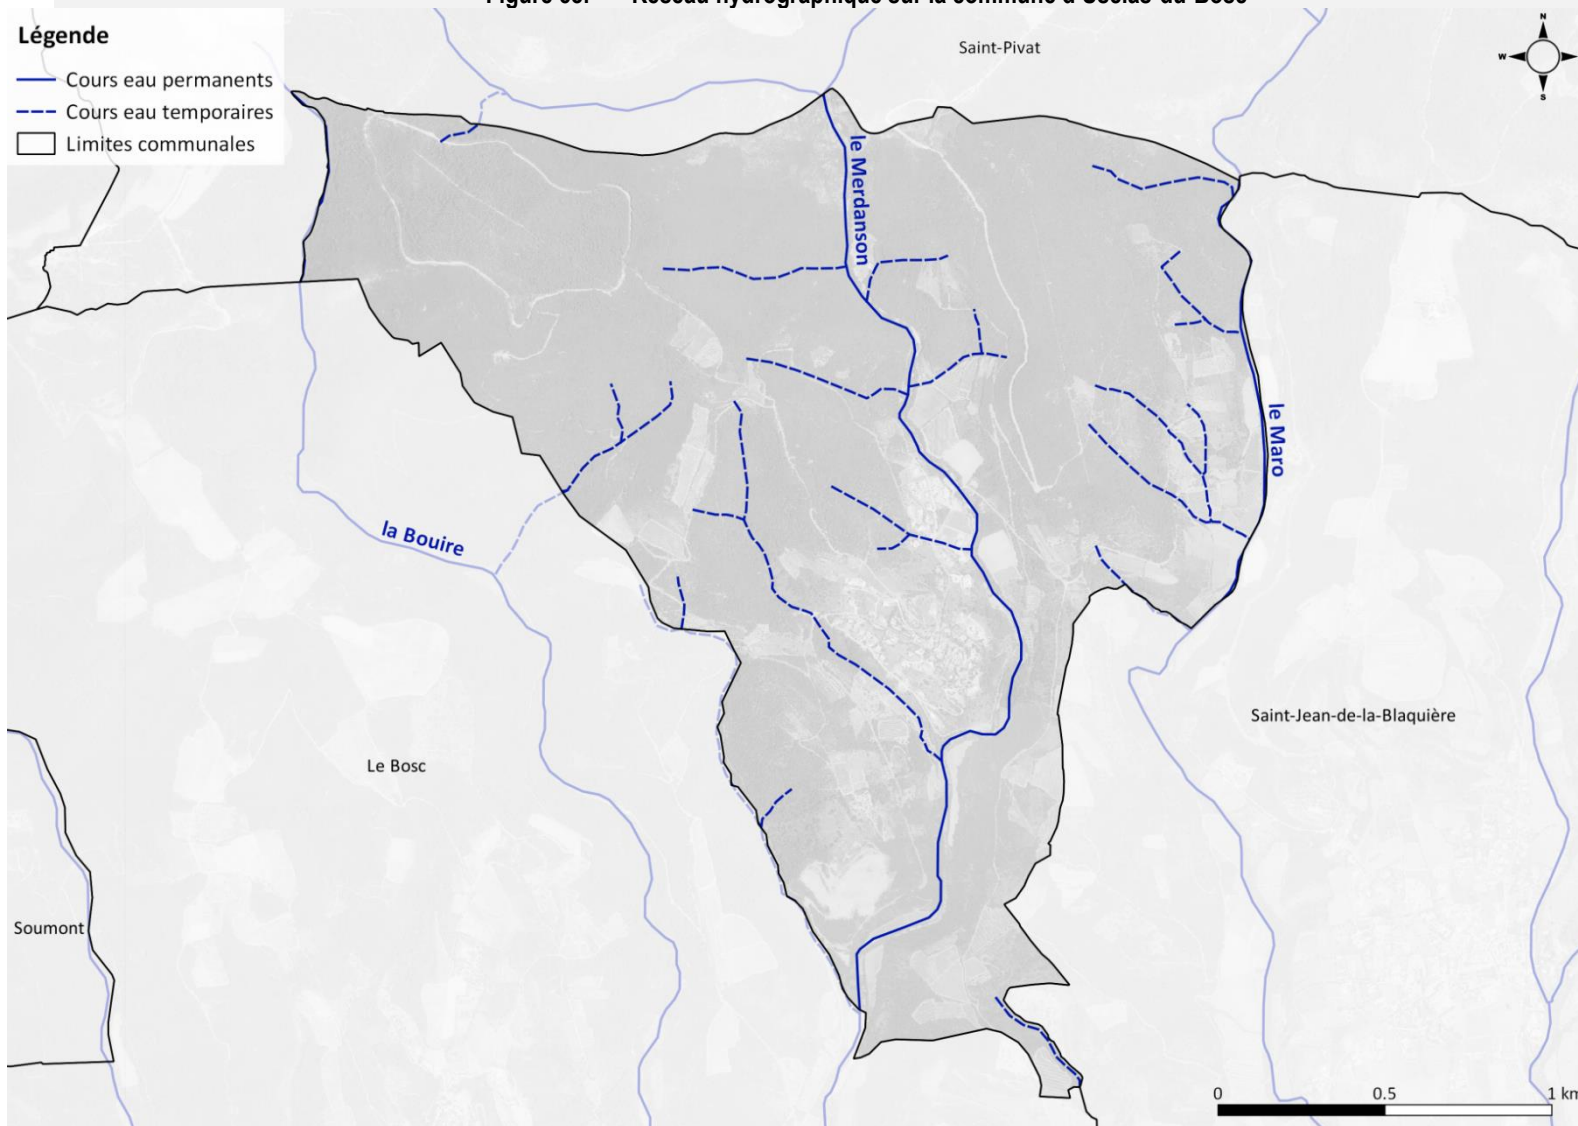 Légende
Cours eau permanents
Cours eau temporaires
Limites communales
Saint-Pivat
N
W
S
le Merdanson
le Maro
la Bouire
Saint-Jean-de-la-Blaquière
Le Bosc
Soumont
0 0.5 1 km